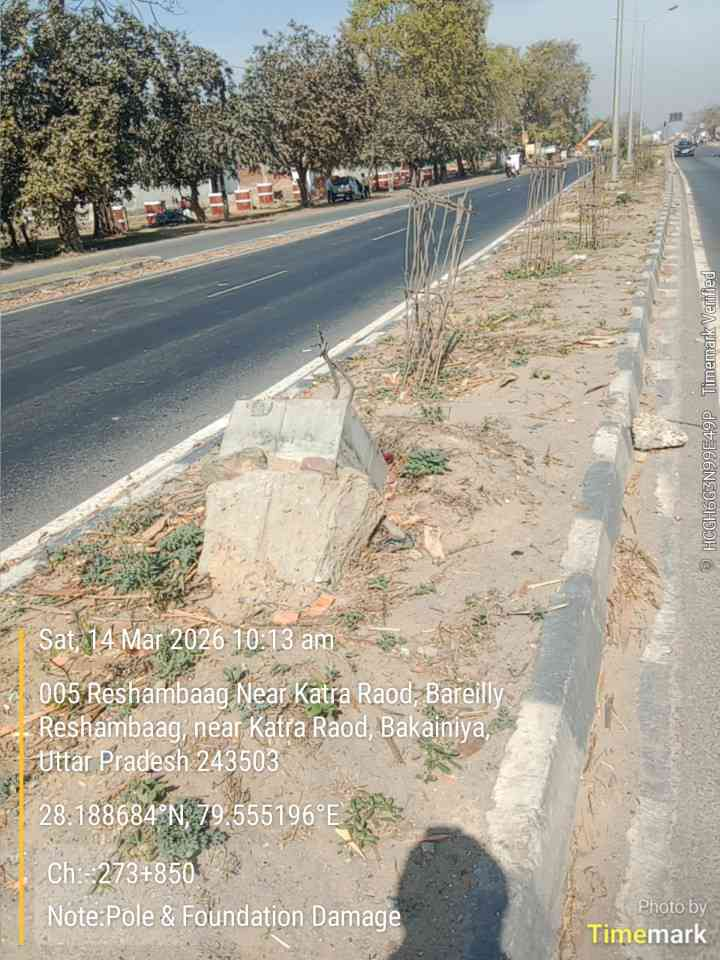 © HCCH6C3N99E49P Timemark Verified
Sat, 14 Mar 2026 10:13 am
005 Reshambaag Near Katra Raod, Bareilly
Reshambaag, near Katra Raod, Bakainiya,
Uttar Pradesh 243503
28.188684°N, 79.555196°E
Ch:-:273+850
Note:Pole & Foundation Damage
Photo by
Timemark